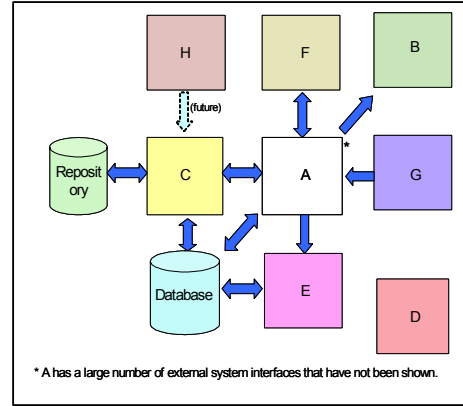 H
F
B
(future)
*
Reposit
ory
C
A
G
Database
E
D
* A has a large number of external system interfaces that have not been shown.